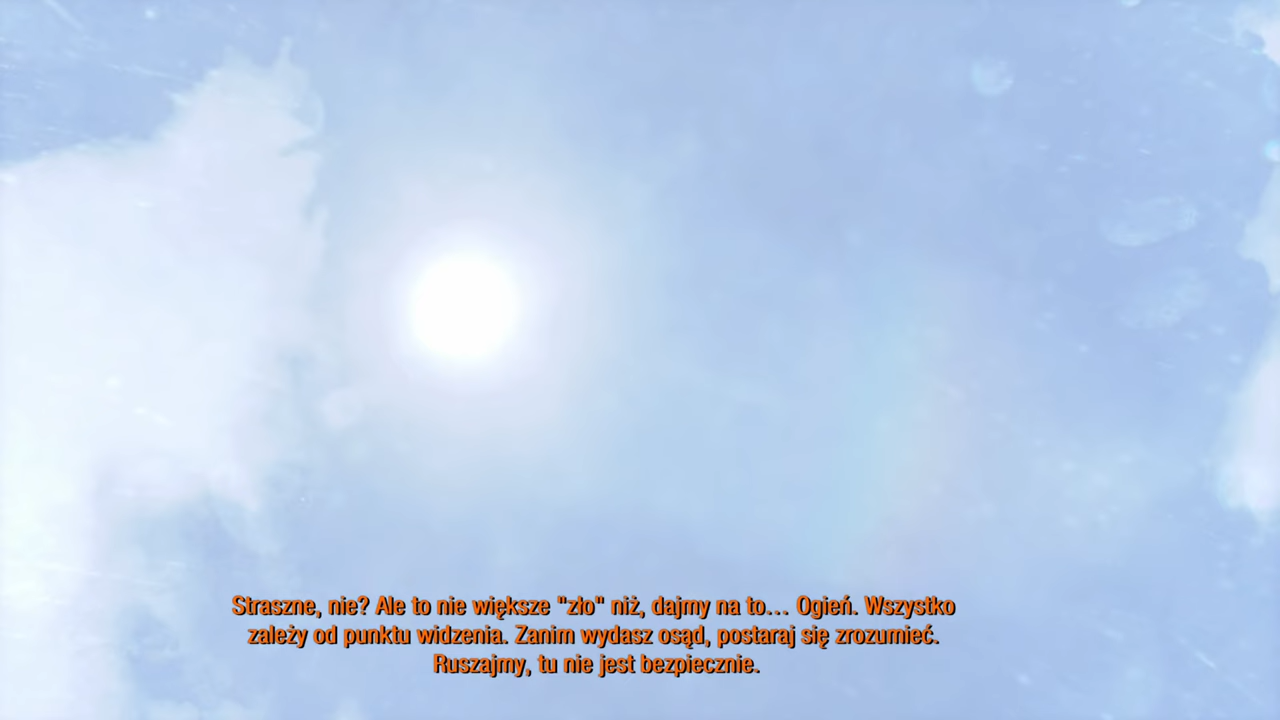 Straszne, nie? Ale to nie większe "zło" niż, dajmy na to... Ogień. Wszystko
zależy od punktu widzenia. Zanim wydasz osąd, postaraj się zrozumieć.
Ruszajmy, tu nie jest bezpiecznie.